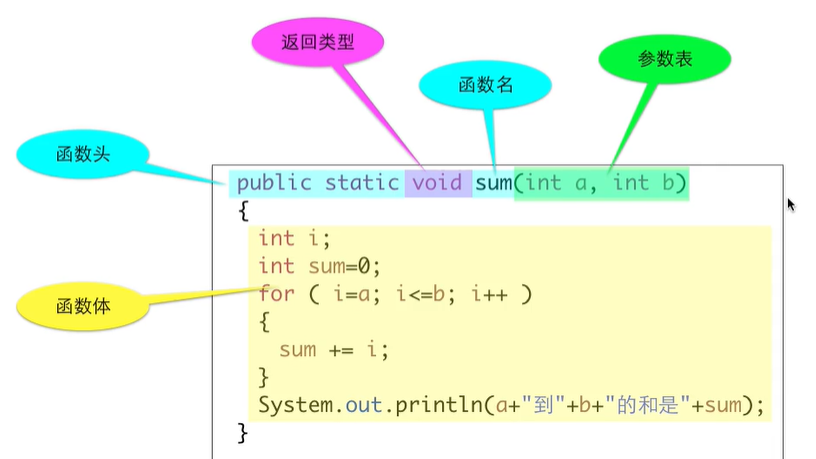 返回类型
函数名
参数表
函数头
public static void sum(int a, int b)
{
int i;
int sum=0;
for ( i=a; i<=b; i++ )
函数体
{
sum += i;
}
System.out.println(a+"到"+b+"的和是"+sum);
}